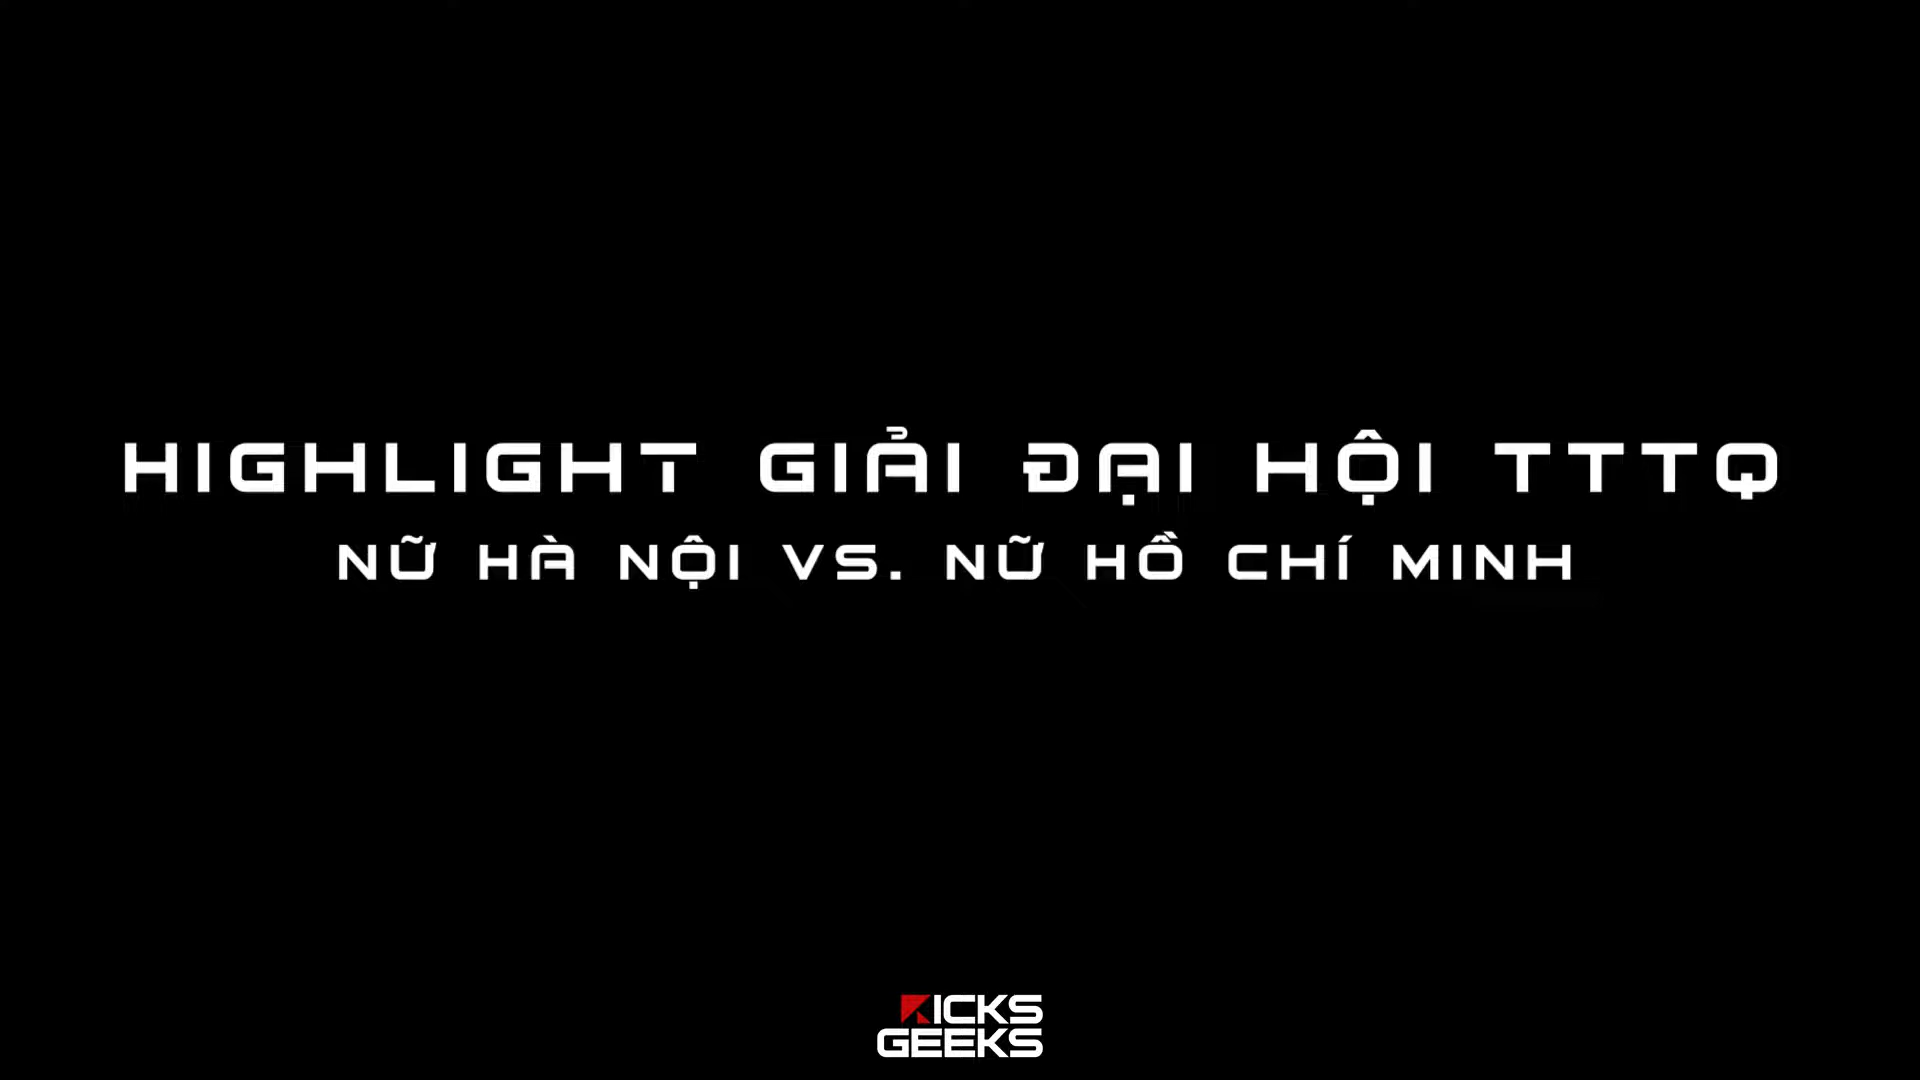 HIGHLIGHT GIẢI ĐẠI HỘI TTTQ
NỮ HÀ NỘI VS. NỮ HỒ CHÍ MINH
KICKS
GEEKS